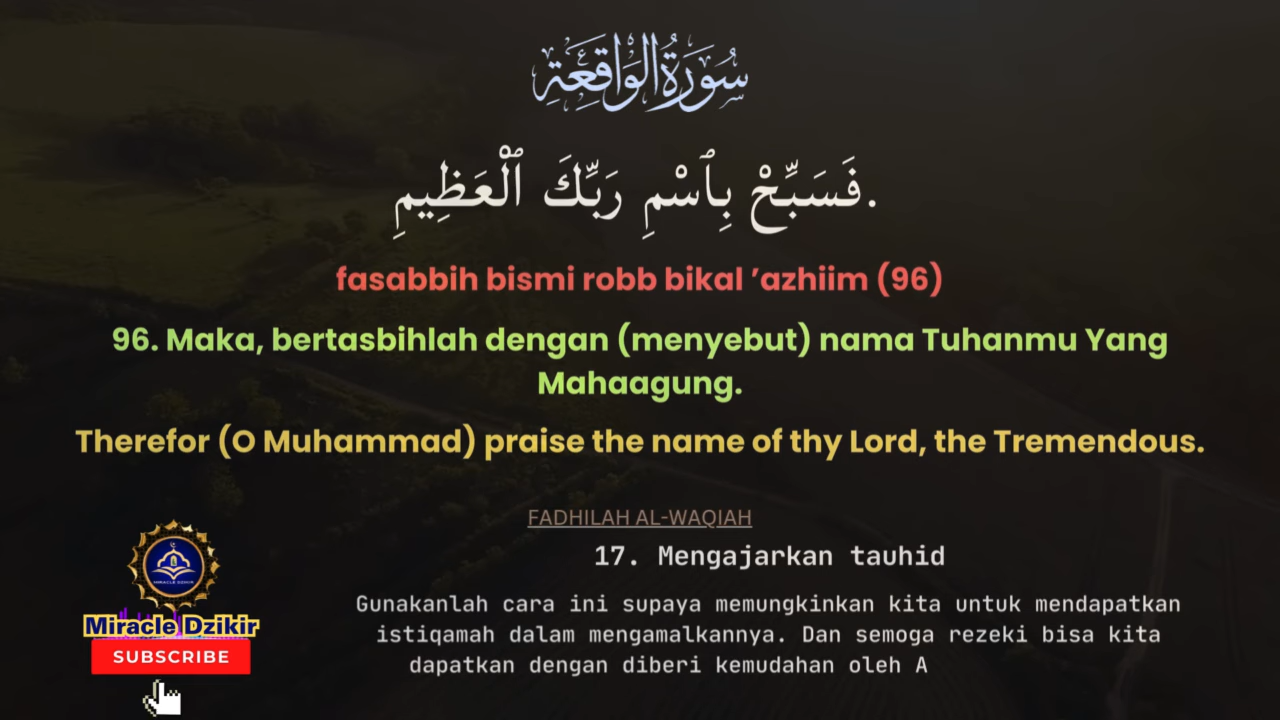 سُورَةُ الْوَاقِعَةِ
فَسَبِّحْ بِٱسْمِ رَبِّكَ ٱلْعَظِيمِ.
fasabbih bismi robb bikal ’azhiim (96)
96. Maka, bertasbihlah dengan (menyebut) nama Tuhanmu Yang
Mahaagung.
Therefor (O Muhammad) praise the name of thy Lord, the Tremendous.
FADHILAH AL-WAQIAH
17. Mengajarkan tauhid
Gunakanlah cara ini supaya memungkinkan kita untuk mendapatkan
istiqamah dalam mengamalkannya. Dan semoga rezeki bisa kita
dapatkan dengan diberi kemudahan oleh A
MIRACLE DZIKIR
Miracle Dzikir
SUBSCRIBE